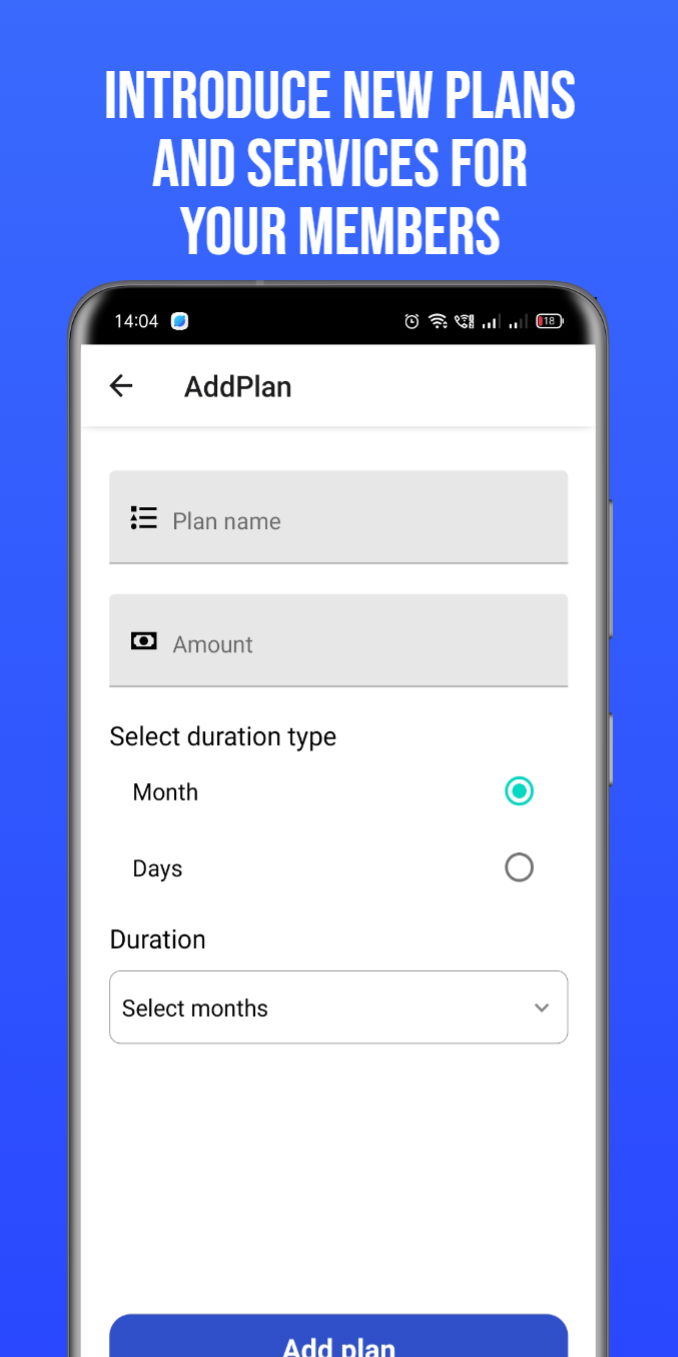 INTRODUCE NEW PLANS
AND SERVICES FOR
YOUR MEMBERS
14:04
18
AddPlan
Plan name
Amount
Select duration type
Month
Days
Duration
Select months
Add plan